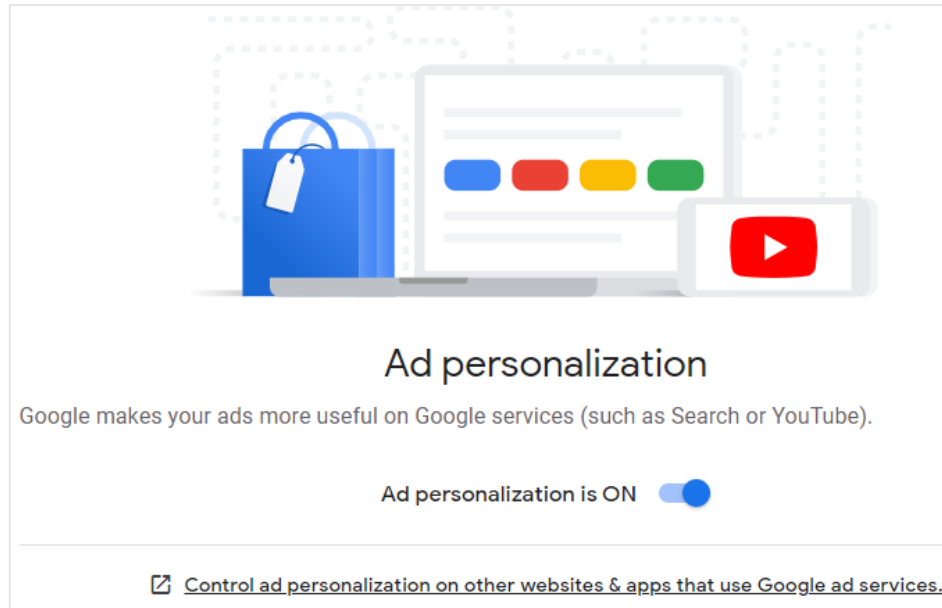 Ad personalization
Google makes your ads more useful on Google services (such as Search or YouTube).
Ad personalization is ON
Control ad personalization on other websites & apps that use Google ad services.